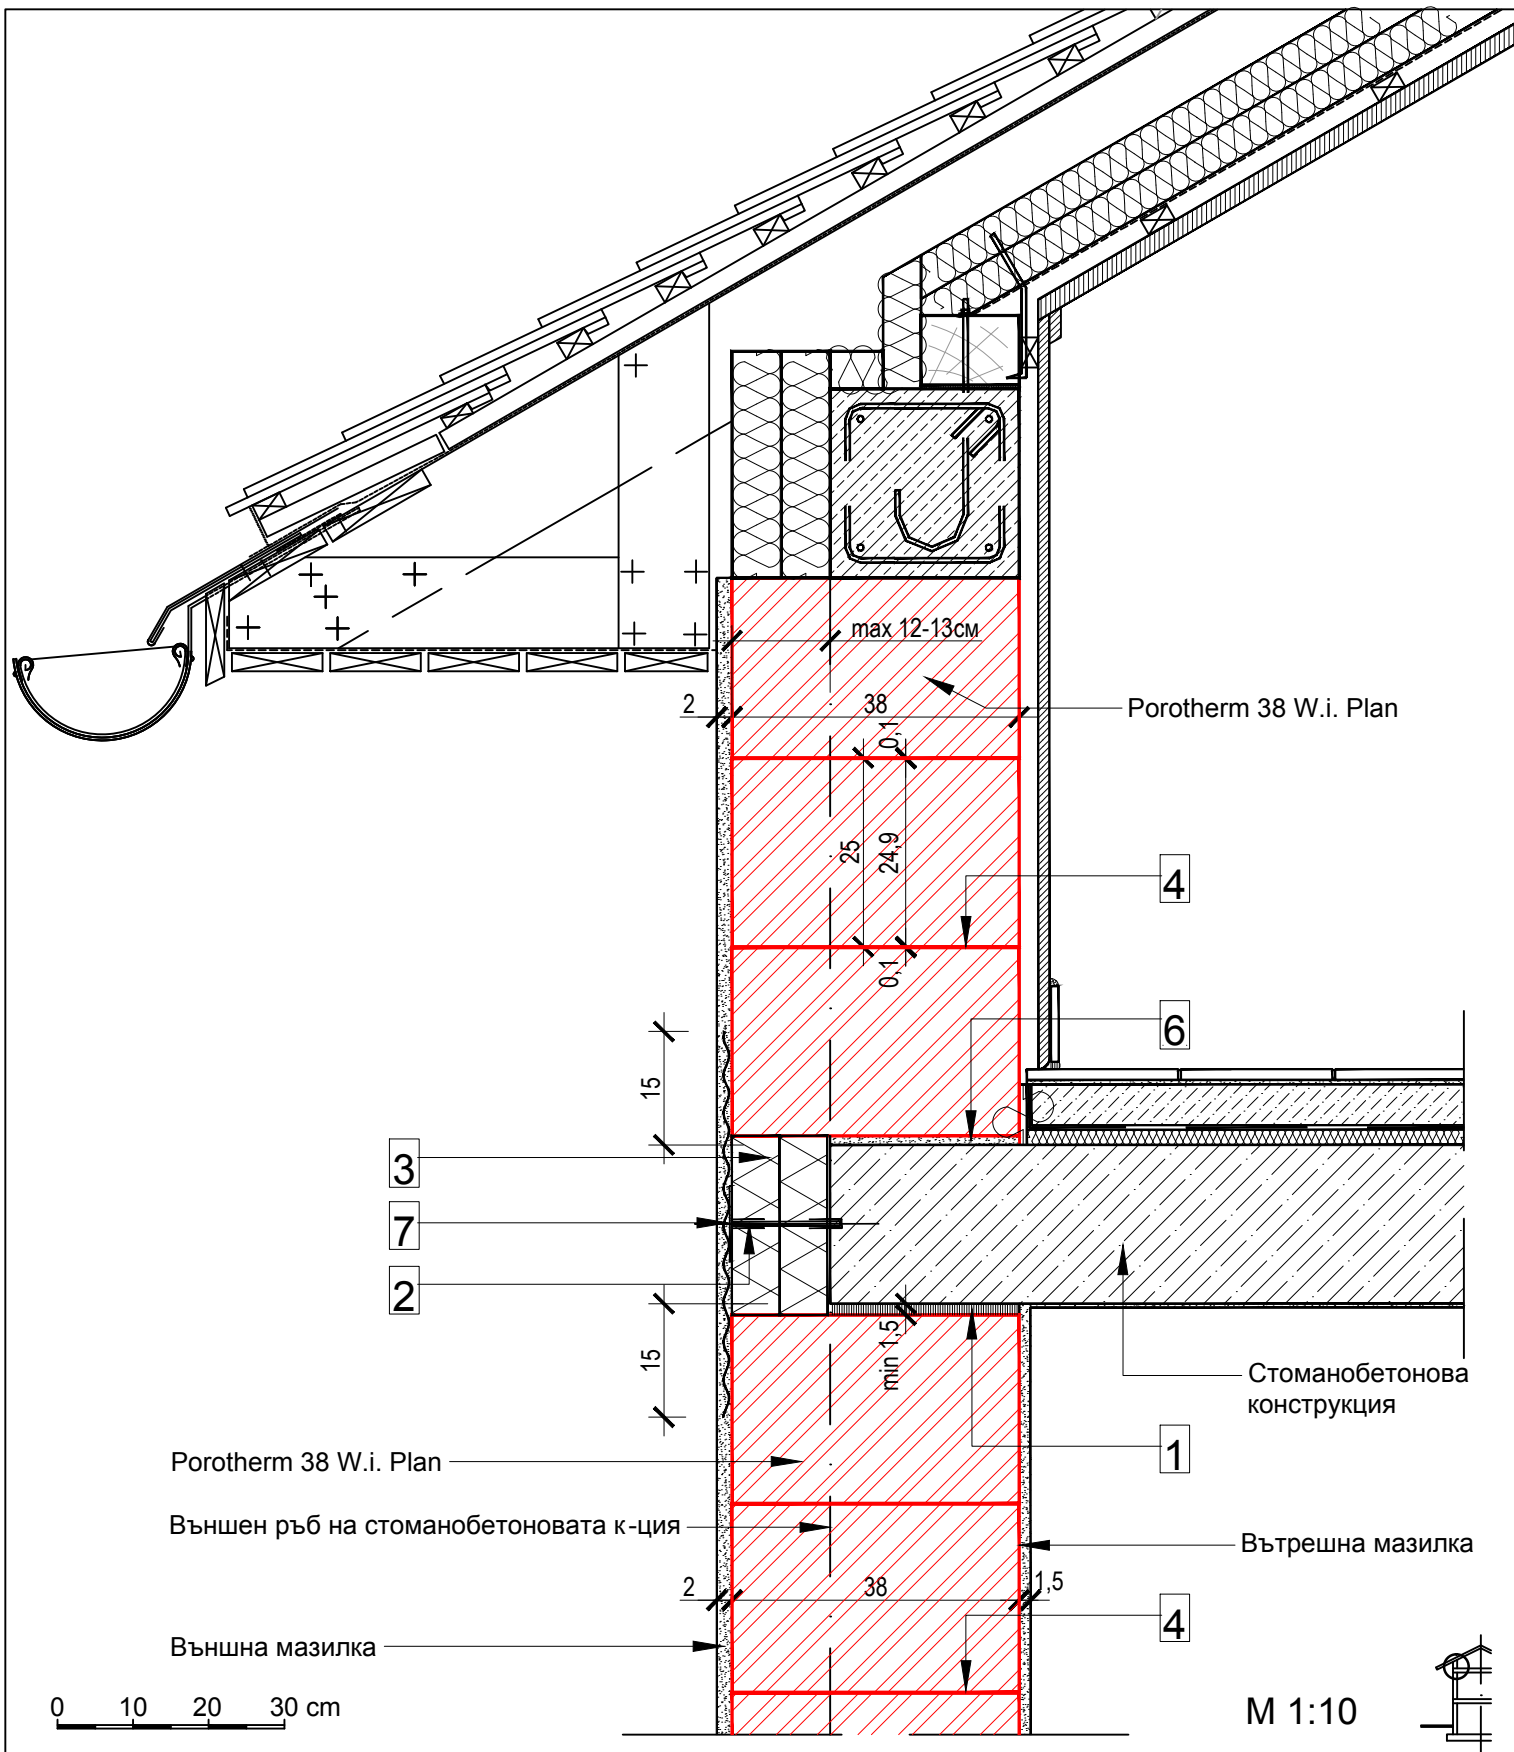 max 12-13см
2
38
Porotherm 38 W.i. Plan
0,1
25
24,9
4
0,1
6
15
3
7
2
min 1,5
15
Стоманобетонова
конструкция
1
Porotherm 38 W.i. Plan
Външен ръб на стоманобетоновата к-ция
Вътрешна мазилка
2
38
1,5
4
Външна мазилка
0 10 20 30 cm
М 1:10